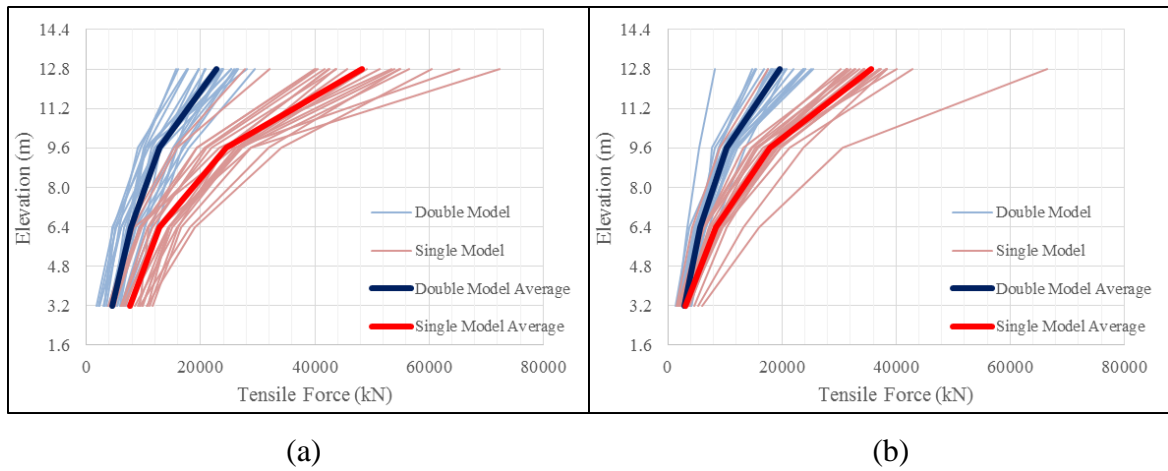 14.4
12.8
11.2
9.6
8.0
6.4
4.8
3.2
1.6
Elevation (m)
Double Model
Single Model
Double Model Average
Single Model Average
0 20000 40000 60000 80000
Tensile Force (kN)
(a)
14.4
12.8
11.2
9.6
8.0
6.4
4.8
3.2
1.6
Elevation (m)
Double Model
Single Model
Double Model Average
Single Model Average
0 20000 40000 60000 80000
Tensile Force (kN)
(b)